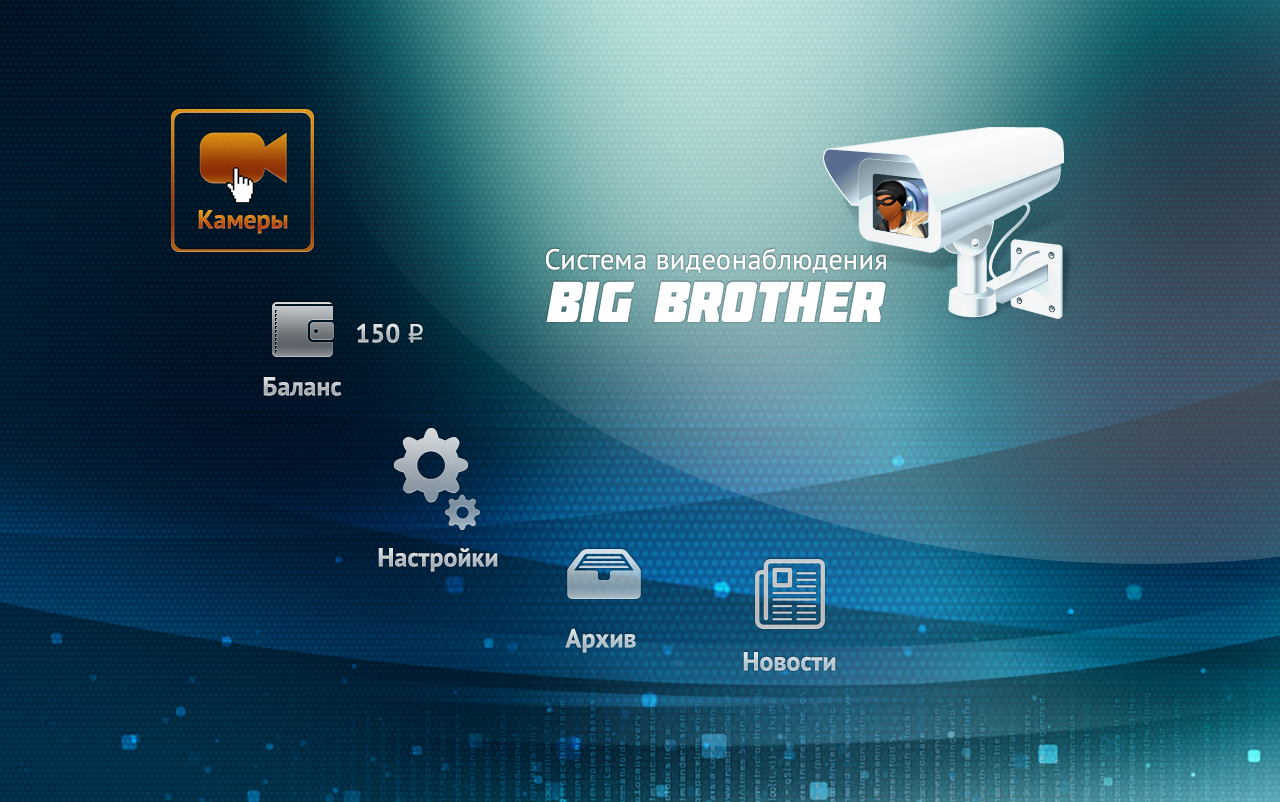 Камеры
Система видеонаблюдения
BIG BROTHER
150 ₽
Баланс
Настройки
Архив
Новости